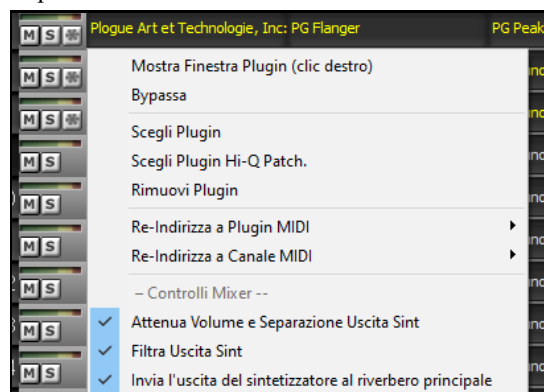 M S Plogue Art et Technologie, Inc: PG Flanger PG Peak
M S Mostra Finestra Plugin (clic destro)
M S Bypassa
Scegli Plugin
M S Scegli Plugin Hi-Q Patch.
M S Rimuovi Plugin
M S Re-Indirizza a Plugin MIDI
Re-Indirizza a Canale MIDI
M S – Controlli Mixer --
M S Attenua Volume e Separazione Uscita Sint
Filtra Uscita Sint
M S Invia l'uscita del sintetizzatore al riverbero principale